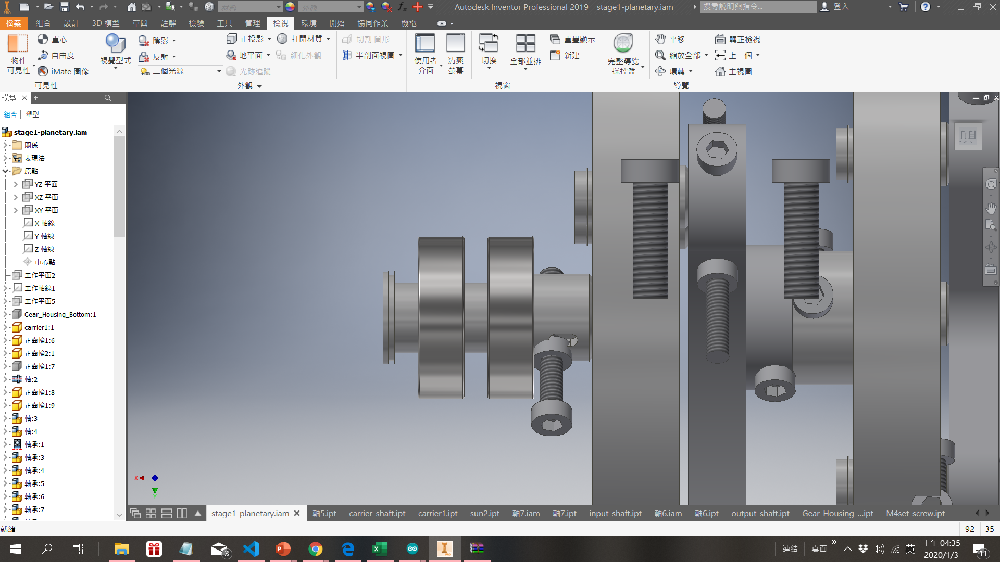 Autodesk Inventor Professional 2019 stage1-planetary.iam
搜尋說明與指令...
登入
PRO
材料
外觀
檔案 組合 設計 3D 模型 草圖 註解 檢驗 工具 管理 檢視 環境 開始 協同作業 機電
物件
可見性
重心
自由度
iMate 圖像
可見性
視覺型式
陰影
反射
二個光源
正投影
地平面
光跡追蹤
打開材質
細化外觀
外觀
切割 圖形
半剖面視圖
使用者
介面
清爽
螢幕
切換
全部並排
重疊顯示
新建
視窗
完整導覽
操控盤
平移
縮放全部
環轉
轉正檢視
上一個
主視圖
導覽
模型
組合 塑型
stage1-planetary.iam
關係
表現法
原點
YZ 平面
XZ 平面
XY 平面
X 軸線
Y 軸線
Z 軸線
中心點
工作平面2
工作軸線1
工作平面5
Gear_Housing_Bottom:1
carrier1:1
正齒輪1:6
正齒輪2:1
正齒輪1:7
軸:2
正齒輪1:8
正齒輪1:9
軸:3
軸:4
軸承:1
軸承:3
軸承:4
軸承:5
軸承:6
軸承:7
X
Y
stage1-planetary.iam 軸5.ipt carrier_shaft.ipt carrier1.ipt sun2.ipt 軸7.iam 軸7.ipt input_shaft.ipt 軸6.iam 軸6.ipt output_shaft.ipt Gear_Housing_...ipt M4set_screw.ipt
就緒
92 35
3
連結
桌面
英
上午 04:35
2020/1/3
11